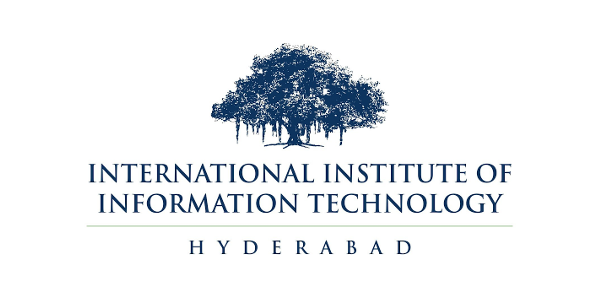 INTERNATIONAL INSTITUTE OF
INFORMATION TECHNOLOGY
HYDERABAD